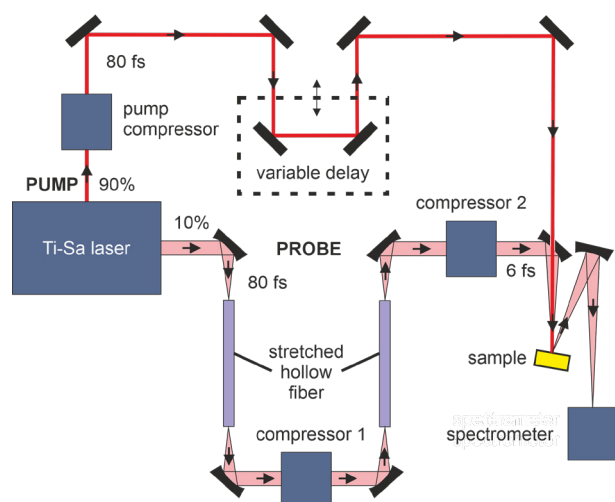 80 fs
pump
compressor
variable delay
PUMP
90%
Ti-Sa laser
10%
PROBE
80 fs
compressor 2
6 fs
stretched
hollow
fiber
sample
compressor 1
spectrometer